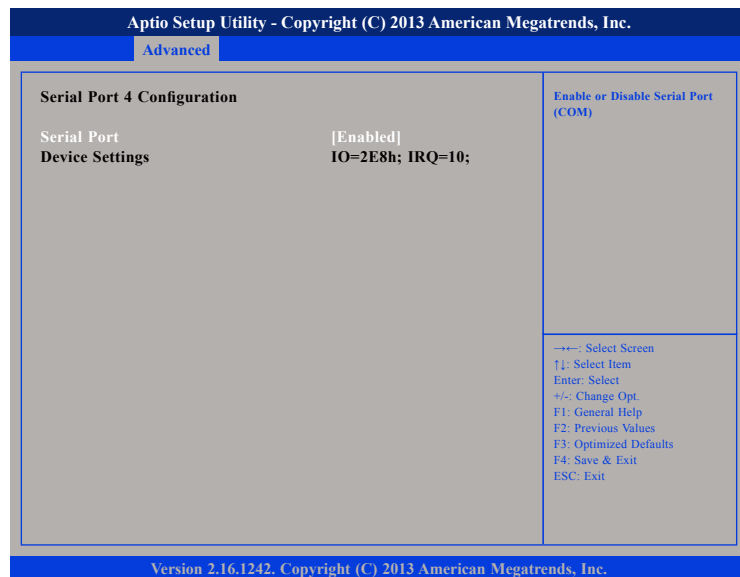 Aptio Setup Utility - Copyright (C) 2013 American Megatrends, Inc.
Advanced
Serial Port 4 Configuration
Serial Port [Enabled]
Device Settings IO=2E8h; IRQ=10;
Enable or Disable Serial Port
(COM)
→←: Select Screen
↑↓: Select Item
Enter: Select
+/-: Change Opt.
F1: General Help
F2: Previous Values
F3: Optimized Defaults
F4: Save & Exit
ESC: Exit
Version 2.16.1242. Copyright (C) 2013 American Megatrends, Inc.